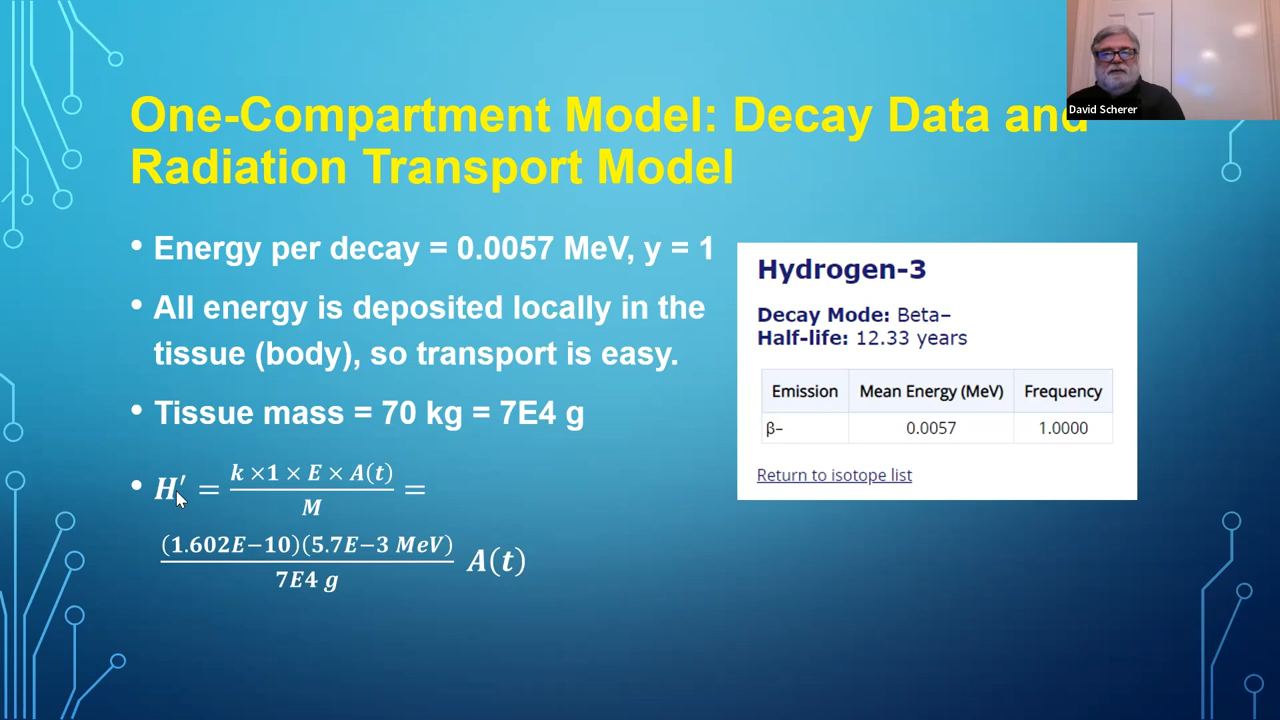 David Scherer
One-Compartment Model: Decay Data and
Radiation Transport Model
• Energy per decay = 0.0057 MeV, y = 1
• All energy is deposited locally in the
tissue (body), so transport is easy.
• Tissue mass = 70 kg = 7E4 g
• H′ = k ×1 × E × A(t) / M =
(1.602E−10)(5.7E−3 MeV) / 7E4 g A(t)
Hydrogen-3
Decay Mode: Beta–
Half-life: 12.33 years
Emission Mean Energy (MeV) Frequency
β– 0.0057 1.0000
Return to isotope list